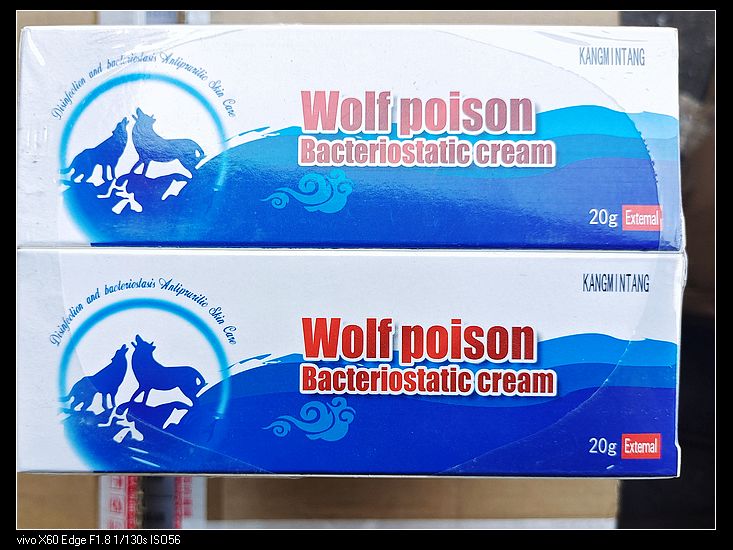 KANGMINTANG
Disinfection and bacteriostasis Antipruritic Skin Care
Wolf poison
Bacteriostatic cream
20g External
KANGMINTANG
Disinfection and bacteriostasis Antipruritic Skin Care
Wolf poison
Bacteriostatic cream
20g External
vivo X60 Edge F1.8 1/130s ISO56